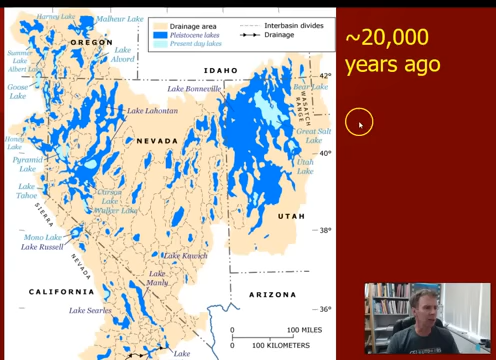 Harney Lake
Malheur Lake
OREGON
Summer
Lake
Albert Lake
Goose
Lake
Lake
Alvord
Drainage area
Pleistocene lakes
Present day lakes
Interbasin divides
Drainage
~20,000
years ago
IDAHO
42°
Lake Bonneville
Bear Lake
WASATCH
RANGE
Lake Lahontan
NEVADA
Great Salt
Lake
Honey
Lake
Pyramid
Lake
40°
Utah
Lake
Lake
Tahoe
Carson
Lake
Walker Lake
UTAH
SIERRA
NEVADA
38°
Mono Lake
Lake Russell
Lake
Manly
CALIFORNIA
ARIZONA
Lake Searles
36°
0
100 MILES
0
100 KILOMETERS
Lake